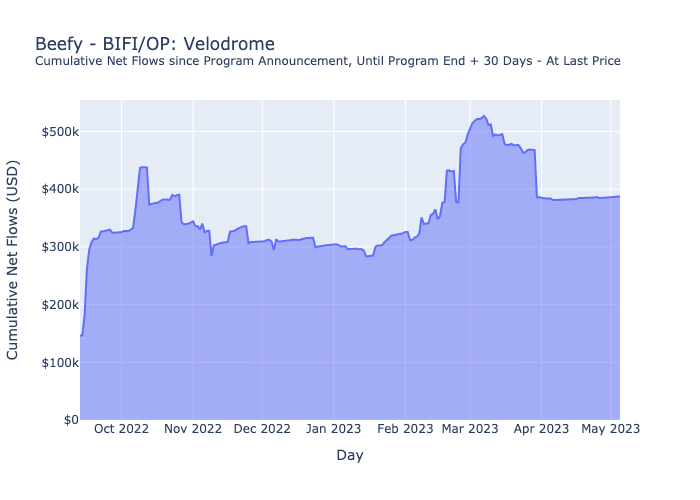 Beefy - BIFI/OP: Velodrome
Cumulative Net Flows since Program Announcement, Until Program End + 30 Days - At Last Price
Cumulative Net Flows (USD)
$500k
$400k
$300k
$200k
$100k
$0
Oct 2022 Nov 2022 Dec 2022 Jan 2023 Feb 2023 Mar 2023 Apr 2023 May 2023
Day